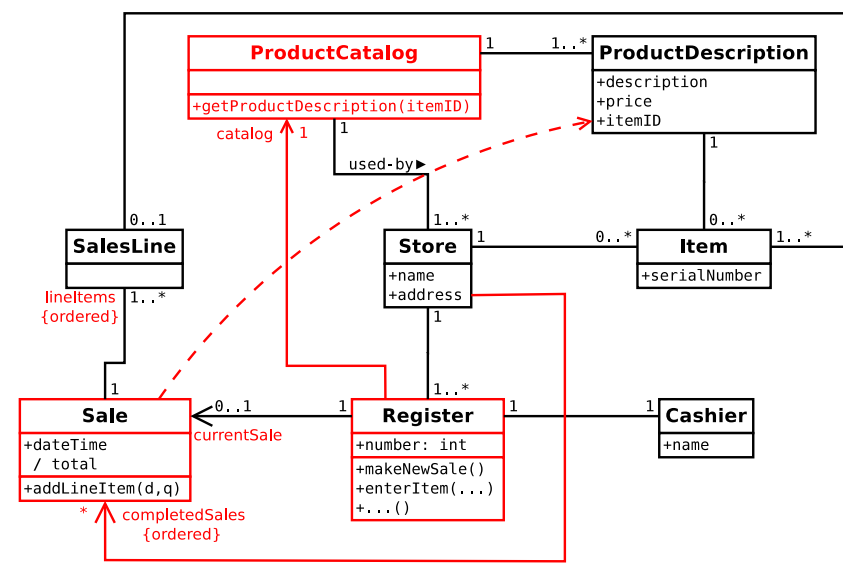 ProductCatalog
+getProductDescription(itemID)
1
1..*
ProductDescription
+description
+price
+itemID
catalog
1
1
used-by▶
1
0..1
1..*
0..*
SalesLine
Store
+name
+address
1
0..*
Item
+serialNumber
1..*
lineItems
{ordered}
1..*
1
1
1..*
Sale
+dateTime
/ total
+addLineItem(d,q)
0..1
currentSale
1
Register
+number: int
+makeNewSale()
+enterItem(...)
+...()
1
1
Cashier
+name
*
completedSales
{ordered}